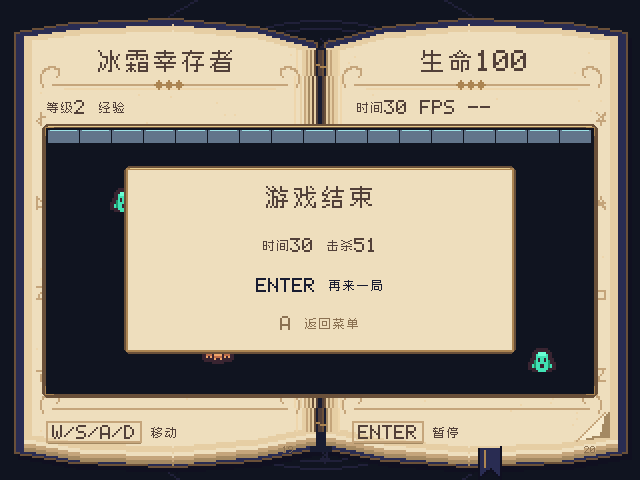 冰霜幸存者
生命100
等级2 经验
时间30 FPS --
游戏结束
时间30 击杀51
ENTER 再来一局
A 返回菜单
W/S/A/D 移动
ENTER 暂停